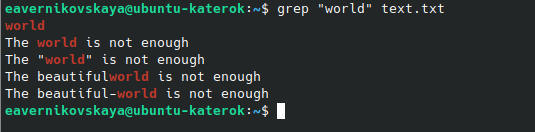 eavernikovskaya@ubuntu-katerok:~$ grep "world" text.txt
world
The world is not enough
The "world" is not enough
The beautifulworld is not enough
The beautiful-world is not enough
eavernikovskaya@ubuntu-katerok:~$